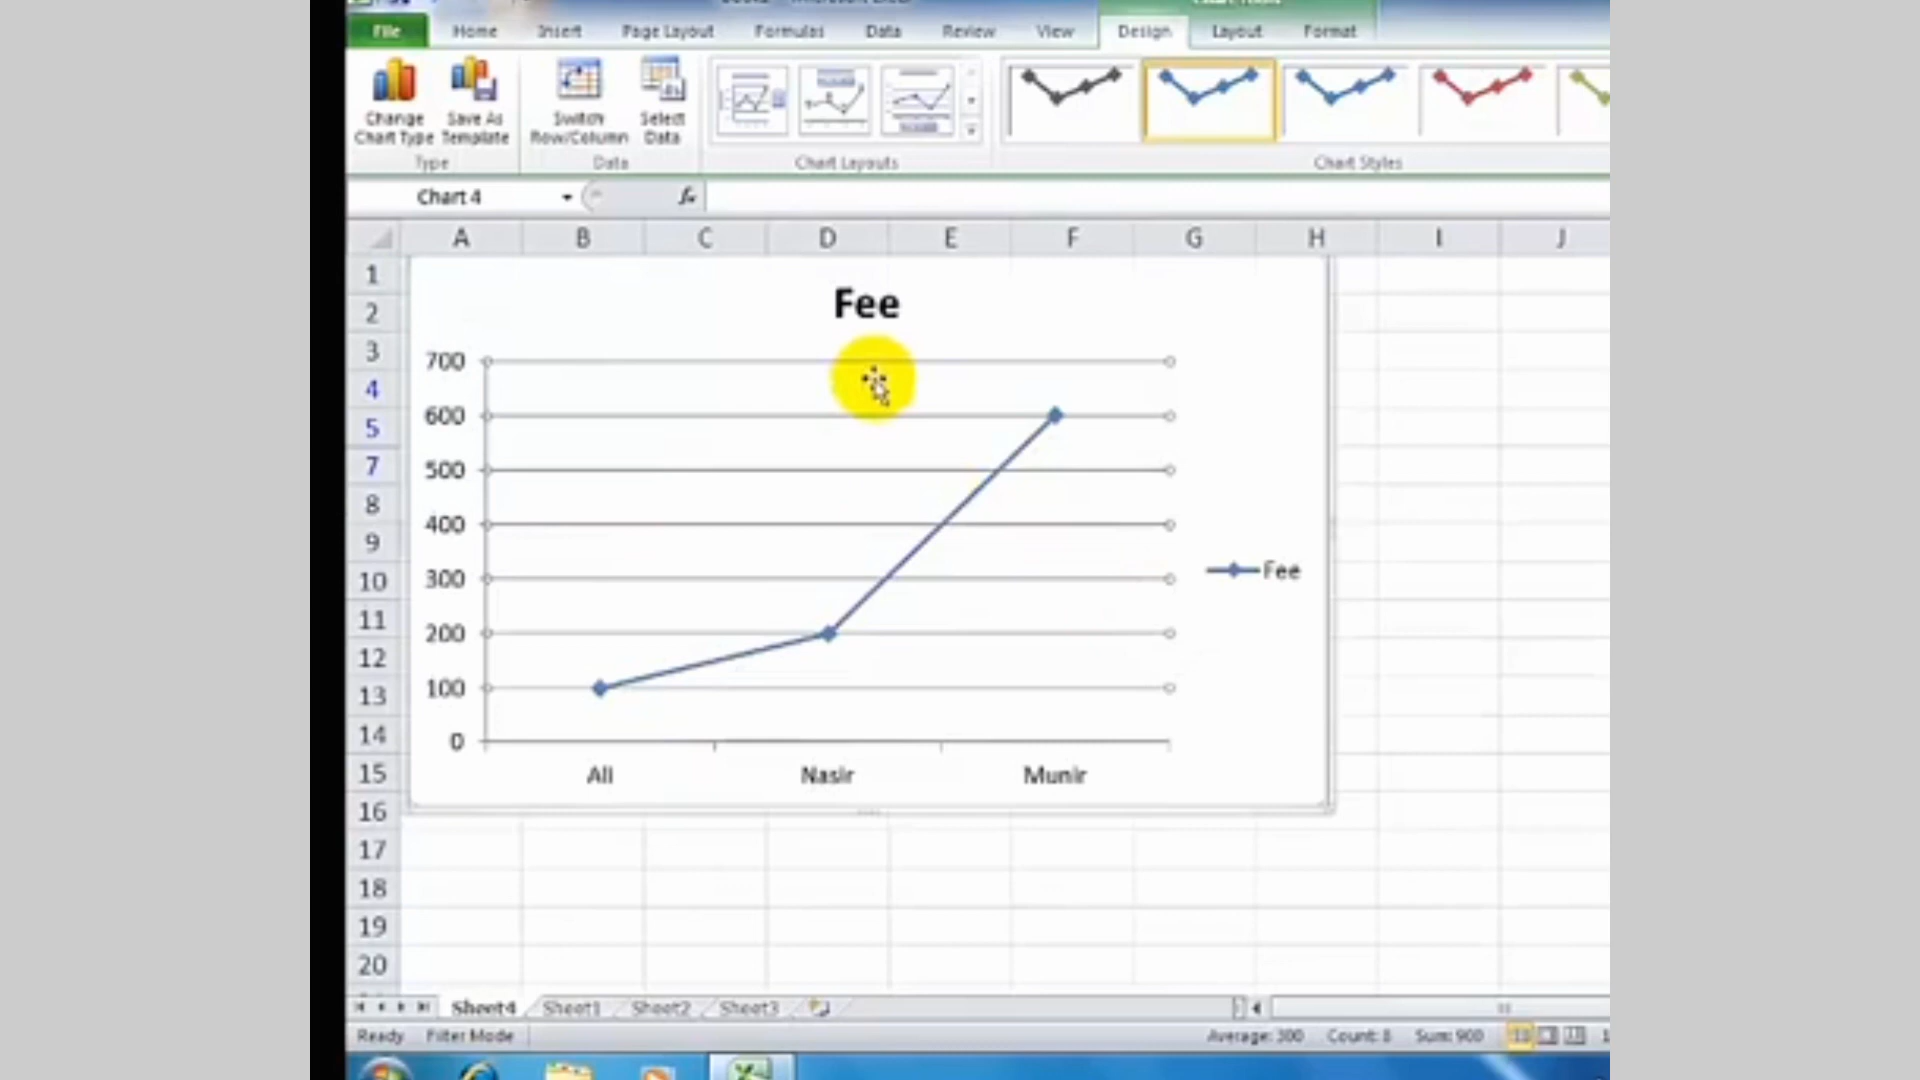 File Home Insert Page Layout Formulas Data Review View Design Layout Format
Change Chart Type
Save As Template
Switch Row/Column
Select Data
Type Data Chart Layouts Chart Styles
Chart 4 fx
A B C D E F G H I J
1
2
3
4
5
7
8
9
10
11
12
13
14
15
16
17
18
19
20
Fee
700
600
500
400
300
200
100
0
Ali Nasir Munir
Fee
Sheet4 Sheet1 Sheet2 Sheet3
Ready Filter Mode Average: 300 Count: 8 Sum: 900